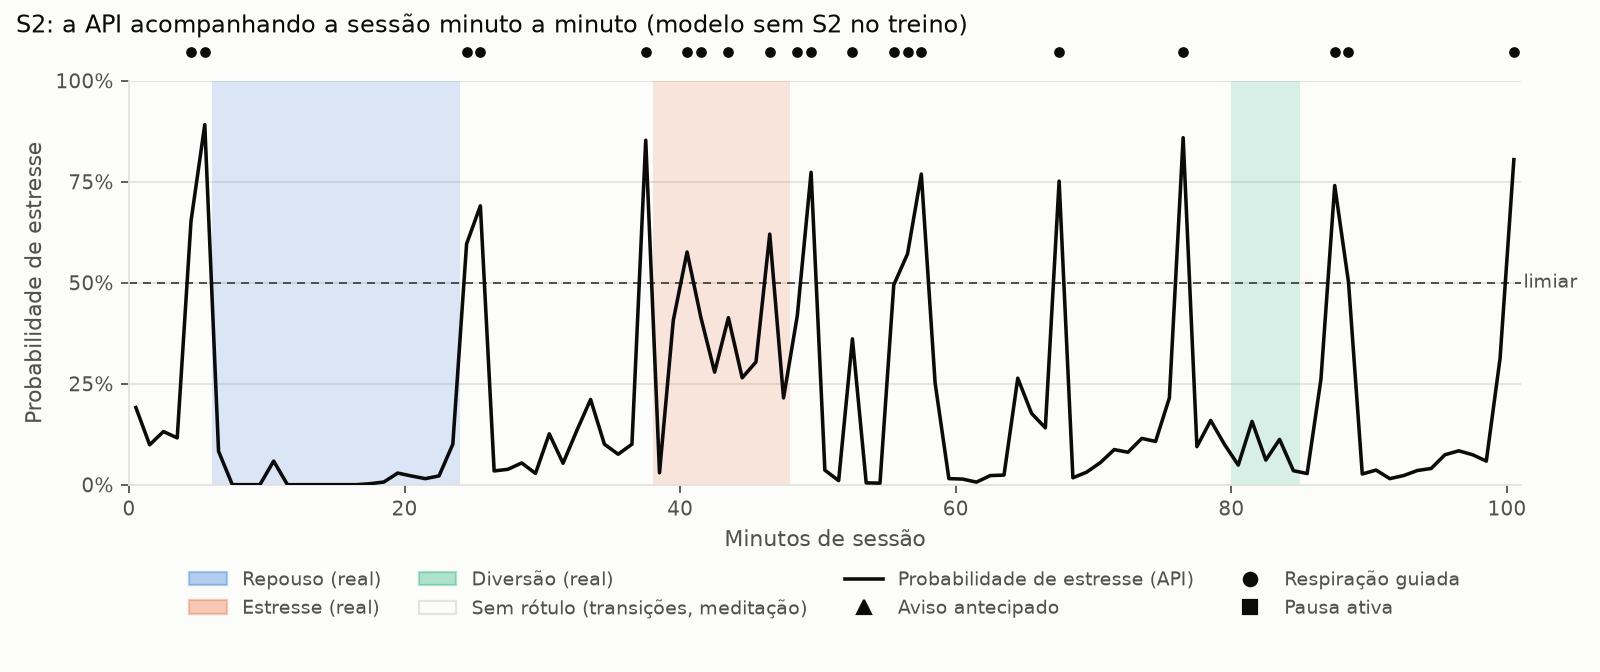 S2: a API acompanhando a sessão minuto a minuto (modelo sem S2 no treino)
100%
75%
50%
25%
0%
Probabilidade de estresse
limiar
0 20 40 60 80 100
Minutos de sessão
Repouso (real) Diversão (real) Probabilidade de estresse (API) Respiração guiada
Estresse (real) Sem rótulo (transições, meditação) Aviso antecipado Pausa ativa